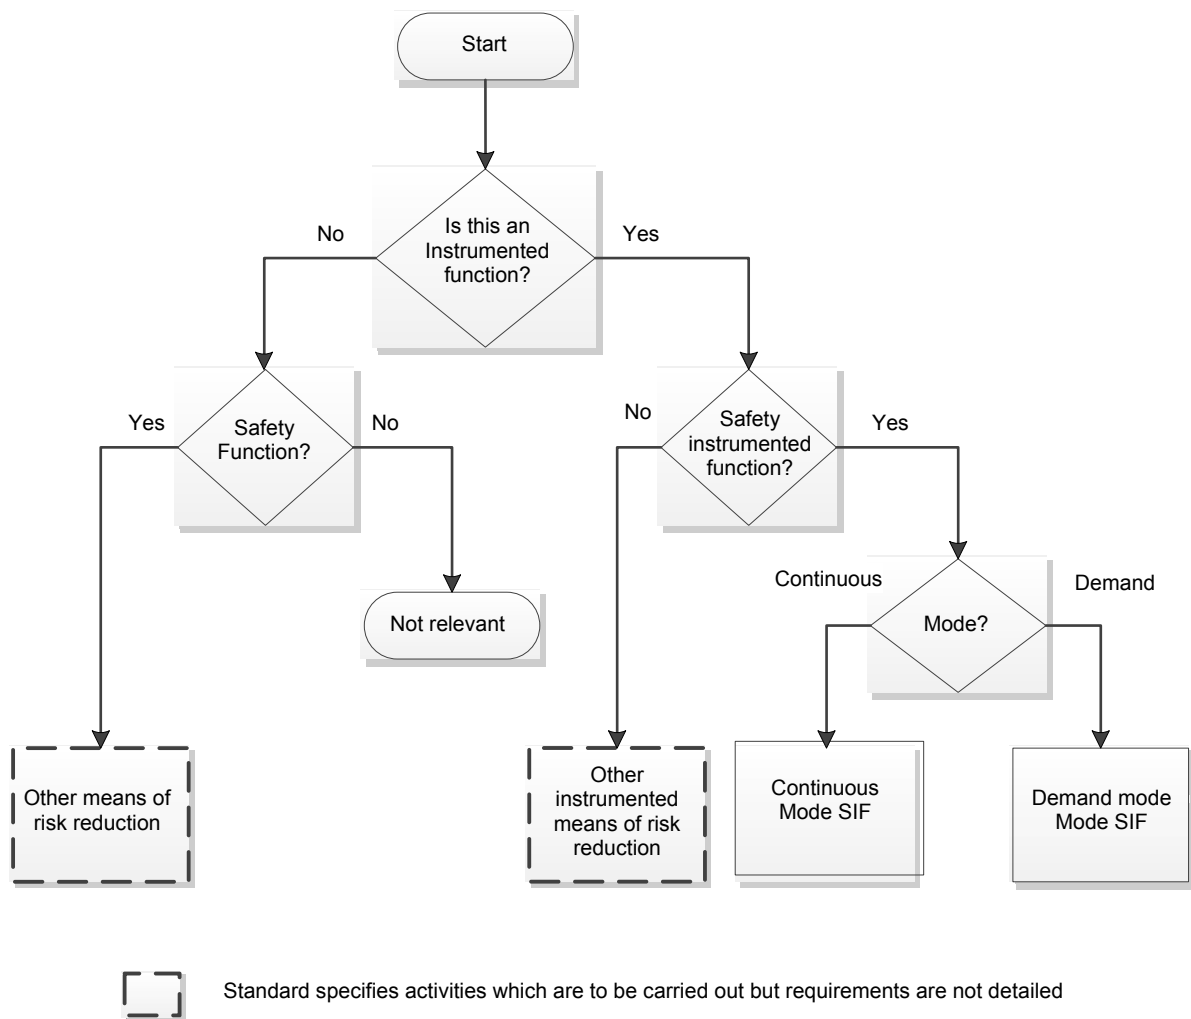 Start
Is this an
Instrumented
function?
No
Yes
Yes
Safety
Function?
No
No
Safety
instrumented
function?
Yes
Not relevant
Continuous
Mode?
Demand
Other means of
risk reduction
Other
instrumented
means of risk
reduction
Continuous
Mode SIF
Demand mode
Mode SIF
Standard specifies activities which are to be carried out but requirements are not detailed